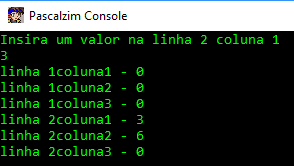 Pascalzim Console
Insira um valor na linha 2 coluna 1
3
linha 1coluna1 - 0
linha 1coluna2 - 0
linha 1coluna3 - 0
linha 2coluna1 - 3
linha 2coluna2 - 6
linha 2coluna3 - 0